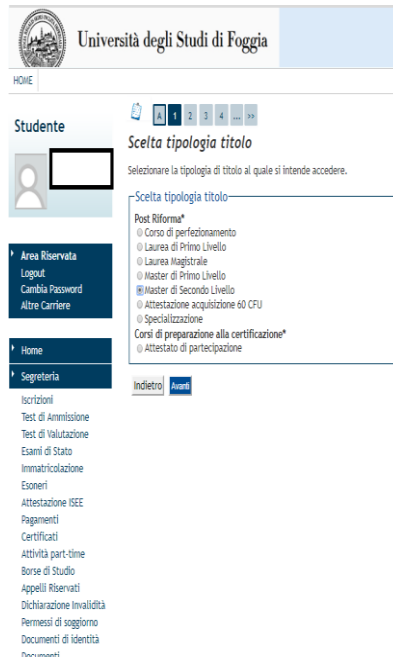 Università degli Studi di Foggia
HOME
Studente
Area Riservata
Logout
Cambia Password
Altre Carriere
Home
Segreteria
Iscrizioni
Test di Ammissione
Test di Valutazione
Esami di Stato
Immatricolazione
Esoneri
Attestazione ISEE
Pagamenti
Certificati
Attività part-time
Borse di Studio
Appelli Riservati
Dichiarazione Invalidità
Permessi di soggiorno
Documenti di identità
Documenti
A 1 2 3 4 ... >>
Scelta tipologia titolo
Selezionare la tipologia di titolo al quale si intende accedere.
Scelta tipologia titolo
Post Riforma*
Corso di perfezionamento
Laurea di Primo Livello
Laurea Magistrale
Master di Primo Livello
Master di Secondo Livello
Attestazione acquisizione 60 CFU
Specializzazione
Corsi di preparazione alla certificazione*
Attestato di partecipazione
Indietro Avanti